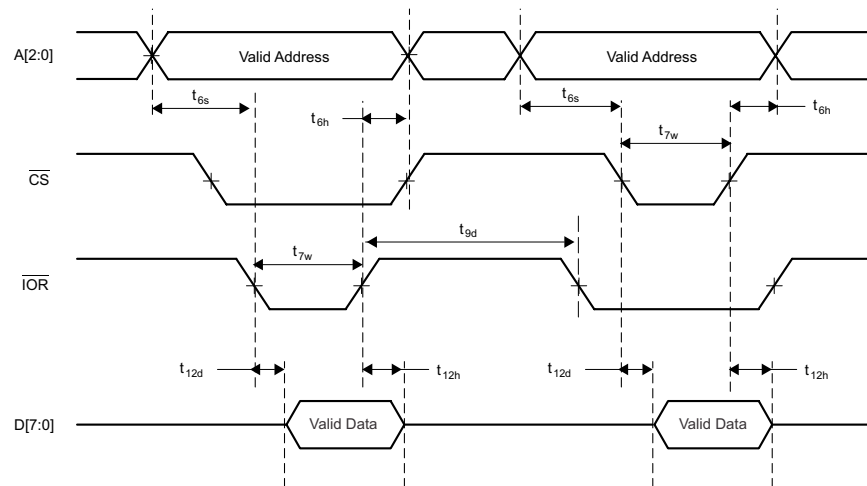 A[2:0] Valid Address Valid Address
t6s t6h t6s t6h
t7w
CS
t9d
t7w
IOR
t12d t12h t12d t12h
D[7:0] Valid Data Valid Data